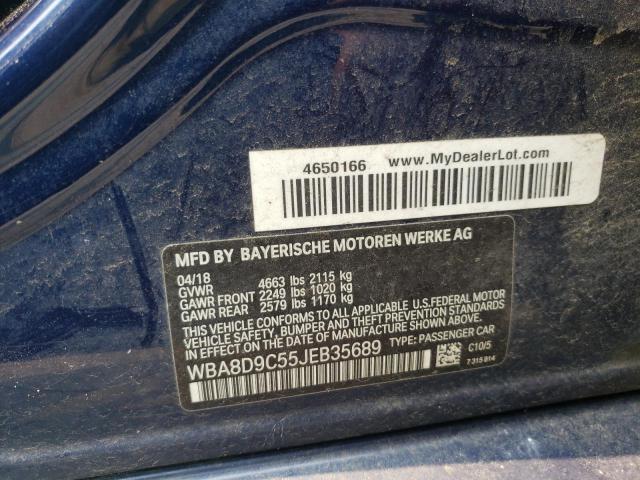 4650166 www.MyDealerLot.com
MFD BY BAYERISCHE MOTOREN WERKE AG
04/18
GVWR 4663 lbs 2115 kg
GAWR FRONT 2249 lbs 1020 kg
GAWR REAR 2579 lbs 1170 kg
THIS VEHICLE CONFORMS TO ALL APPLICABLE U.S.FEDERAL MOTOR
VEHICLE SAFETY, BUMPER, AND THEFT PREVENTION STANDARDS
IN EFFECT ON THE DATE OF MANUFACTURE SHOWN ABOVE.
WBA8D9C55JEB35689 TYPE: PASSENGER CAR
C10/5
7 315 814